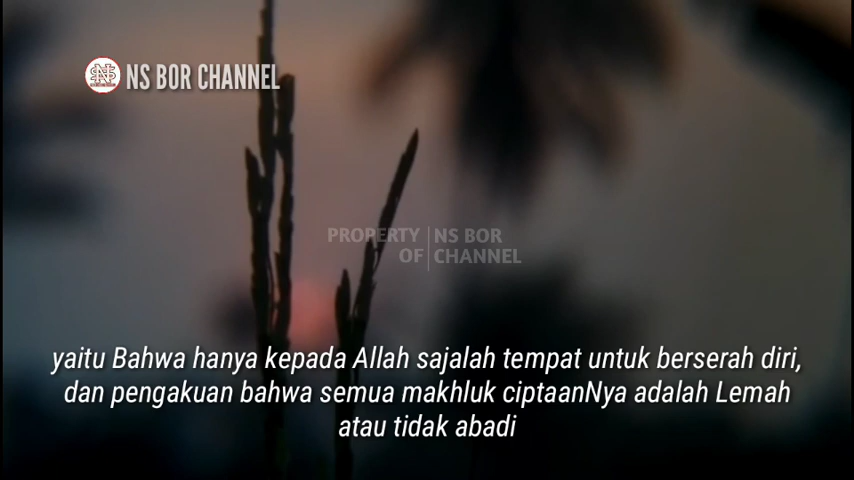 NS BOR CHANNEL
PROPERTY OF | NS BOR CHANNEL
yaitu Bahwa hanya kepada Allah sajalah tempat untuk berserah diri,
dan pengakuan bahwa semua makhluk ciptaanNya adalah Lemah
atau tidak abadi